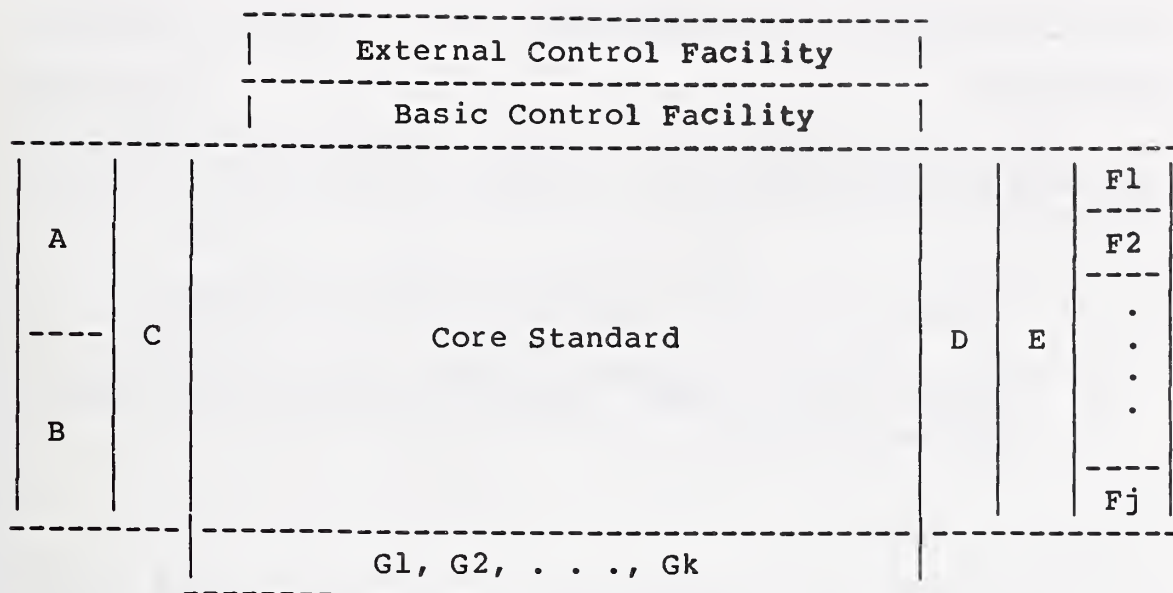 External Control Facility
Basic Control Facility
F1
A F2
C Core Standard D E
B
Fj
G1, G2, . . ., Gk